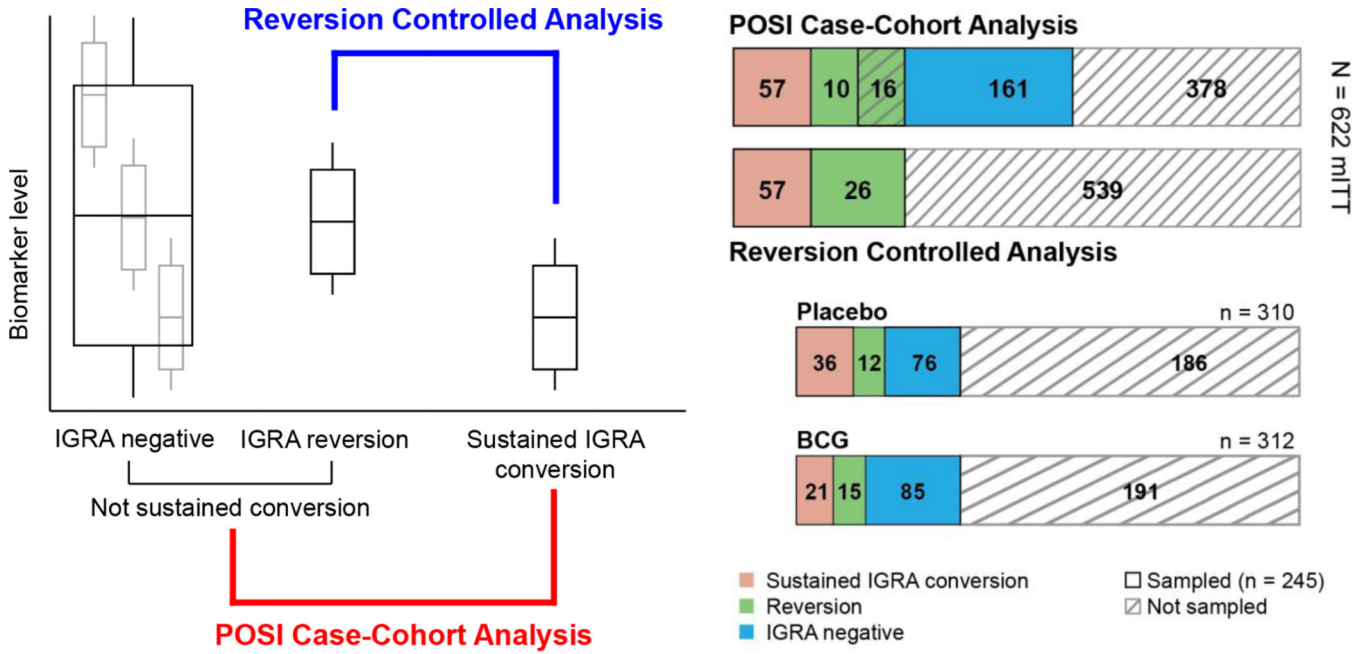 Reversion Controlled Analysis
Biomarker level
IGRA negative
IGRA reversion
Sustained IGRA
conversion
Not sustained conversion
POSI Case-Cohort Analysis
POSI Case-Cohort Analysis
57 10 16 161 378
57 26 539
N = 622 mITT
Reversion Controlled Analysis
Placebo n = 310
36 12 76 186
BCG n = 312
21 15 85 191
Sustained IGRA conversion
Reversion
IGRA negative
Sampled (n = 245)
Not sampled